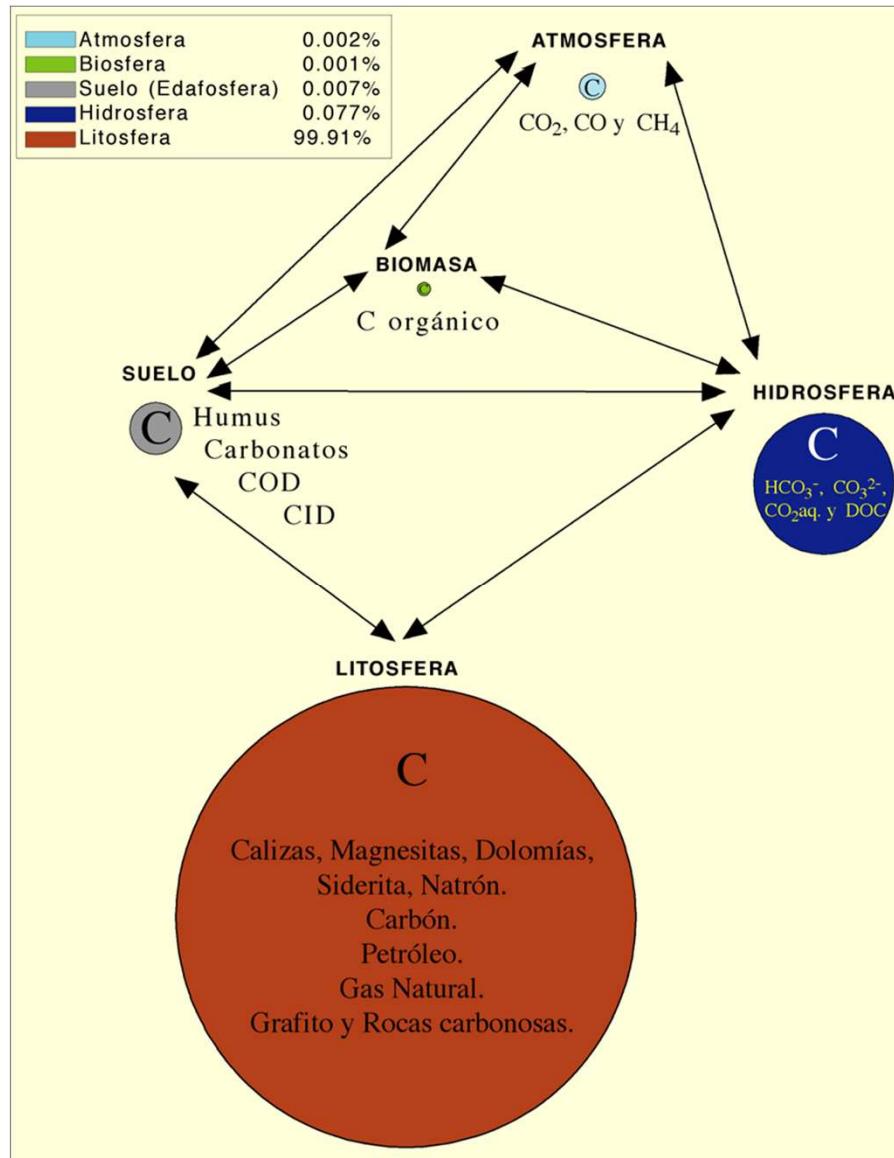 Atmosfera 0.002%
Biosfera 0.001%
Suelo (Edafosfera) 0.007%
Hidrosfera 0.077%
Litosfera 99.91%
ATMOSFERA
C
CO₂, CO y CH₄
BIOMASA
C
C orgánico
SUELO
C
Humus
Carbonatos
COD
CID
HIDROSFERA
C
HCO₃⁻, CO₃²⁻,
CO₂aq. y DOC
LITOSFERA
C
Calizas, Magnesitas, Dolomías,
Siderita, Natrón.
Carbón.
Petróleo.
Gas Natural.
Grafito y Rocas carbonosas.